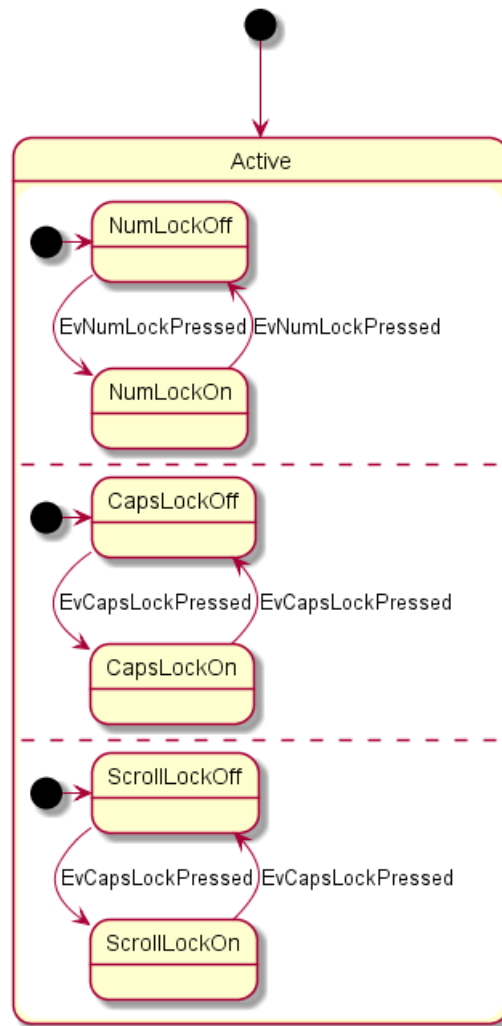 Active
NumLockOff
EvNumLockPressed EvNumLockPressed
NumLockOn
CapsLockOff
EvCapsLockPressed EvCapsLockPressed
CapsLockOn
ScrollLockOff
EvCapsLockPressed EvCapsLockPressed
ScrollLockOn